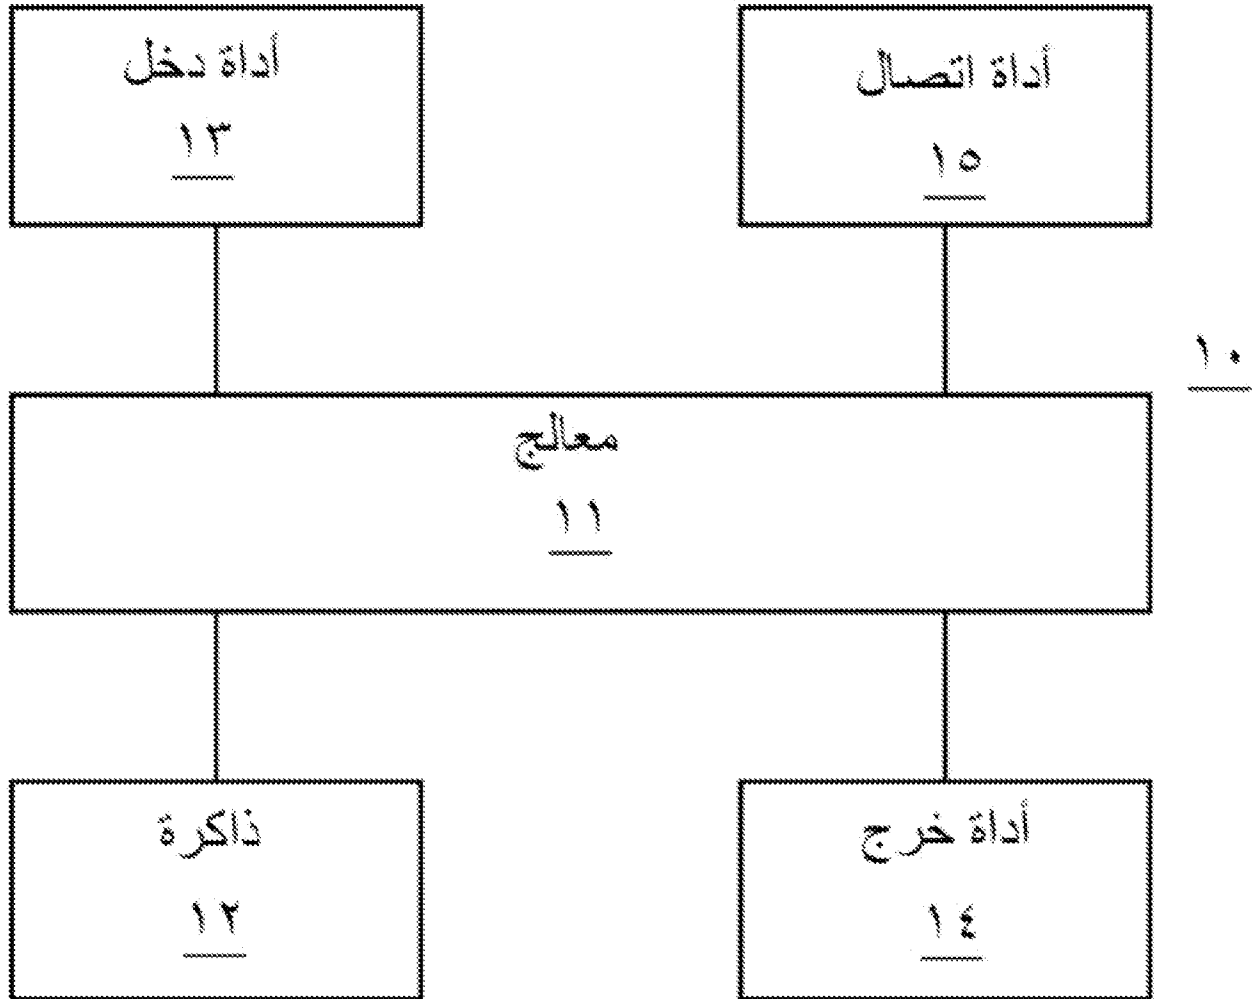 أداة اتصال
١٥
أداة دخل
١٣
١٠
معالج
١١
أداة خرج
١٤
ذاكرة
١٢